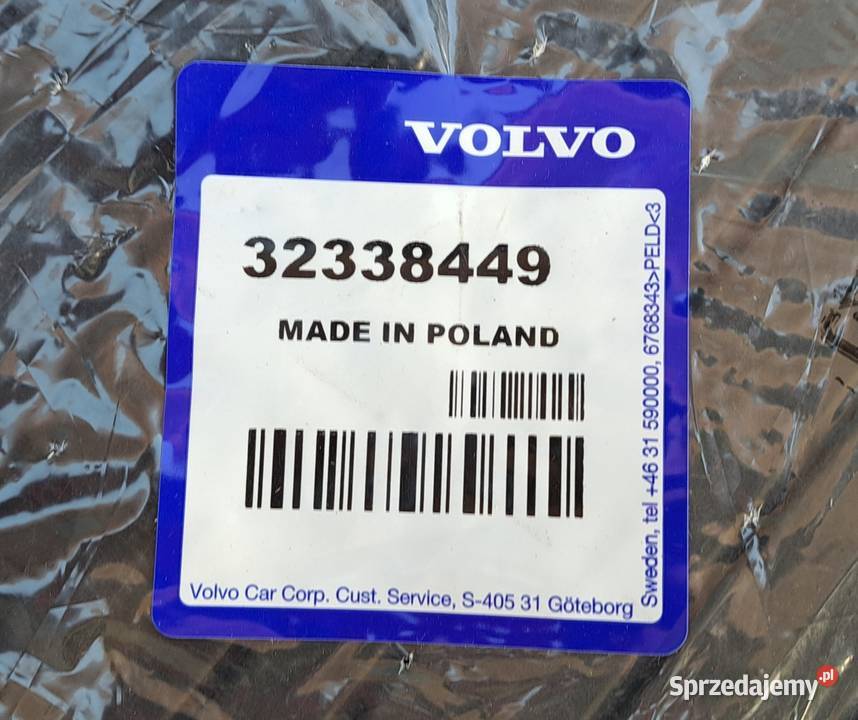 VOLVO
32338449
MADE IN POLAND
Volvo Car Corp. Cust. Service, S-405 31 Göteborg
Sweden, tel +46 31 590000, 6768343>PELD<3
Sprzedajemy.pl